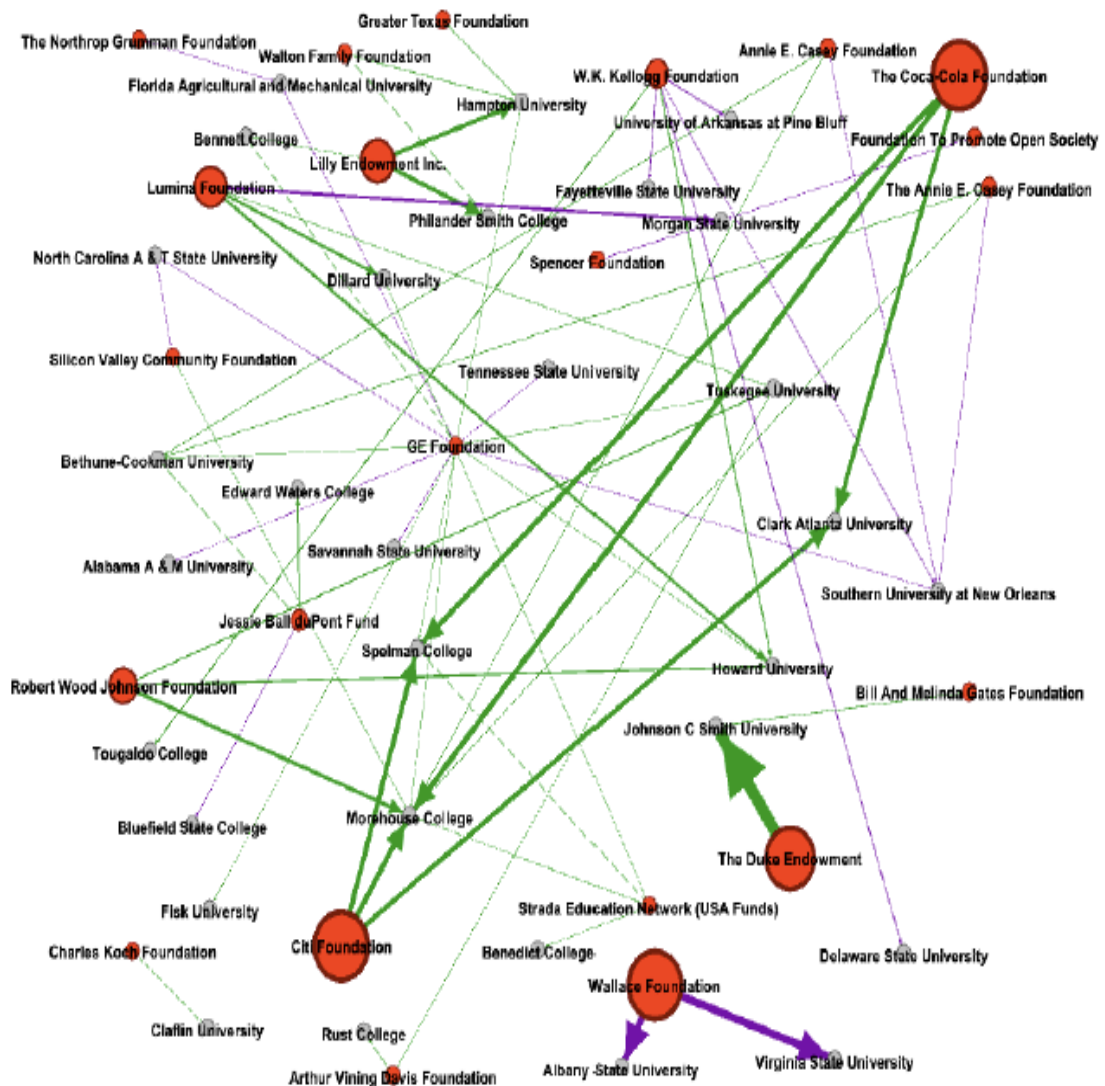 Greater Texas Foundation
The Northrop Grumman Foundation
Walton Family Foundation
Annie E. Casey Foundation
W.K. Kellogg Foundation
The Coca-Cola Foundation
Florida Agricultural and Mechanical University
Hampton University
University of Arkansas at Pine Bluff
Bennett College
Foundation To Promote Open Society
Lilly Endowment Inc.
Lumina Foundation
Fayetteville State University
The Annie E. Casey Foundation
Philander Smith College
Morgan State University
North Carolina A & T State University
Spencer Foundation
Dillard University
Silicon Valley Community Foundation
Tennessee State University
Tuskegee University
GE Foundation
Bethune-Cookman University
Edward Waters College
Clark Atlanta University
Savannah State University
Alabama A & M University
Southern University at New Orleans
Jessie Ball duPont Fund
Spelman College
Howard University
Robert Wood Johnson Foundation
Bill And Melinda Gates Foundation
Johnson C Smith University
Tougaloo College
Morehouse College
Bluefield State College
The Duke Endowment
Fisk University
Strada Education Network (USA Funds)
Citi Foundation
Charles Koch Foundation
Benedict College
Delaware State University
Wallace Foundation
Claflin University
Rust College
Albany State University
Virginia State University
Arthur Vining Davis Foundation